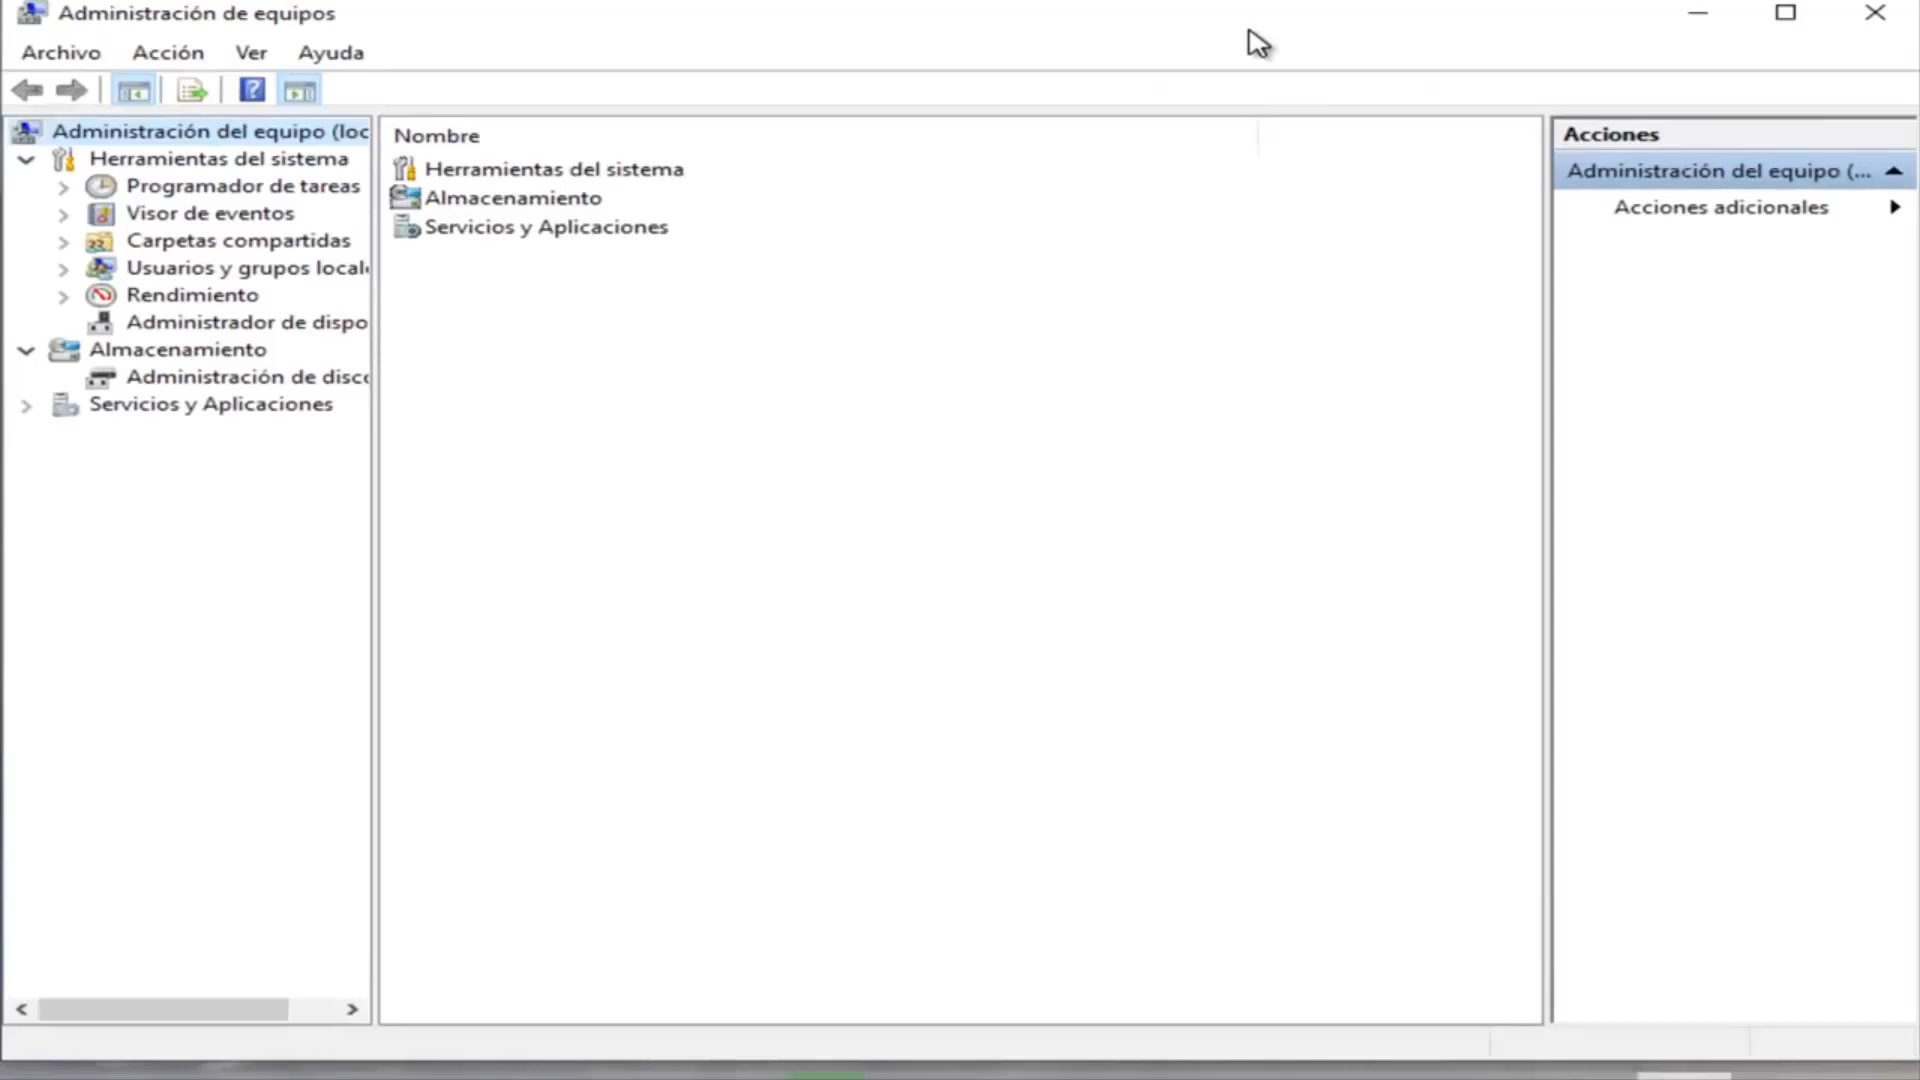 Administración de equipos
Archivo Acción Ver Ayuda
Administración del equipo (loc
Herramientas del sistema
Programador de tareas
Visor de eventos
Carpetas compartidas
Usuarios y grupos local
Rendimiento
Administrador de dispo
Almacenamiento
Administración de disc
Servicios y Aplicaciones
Nombre
Herramientas del sistema
Almacenamiento
Servicios y Aplicaciones
Acciones
Administración del equipo (...
Acciones adicionales